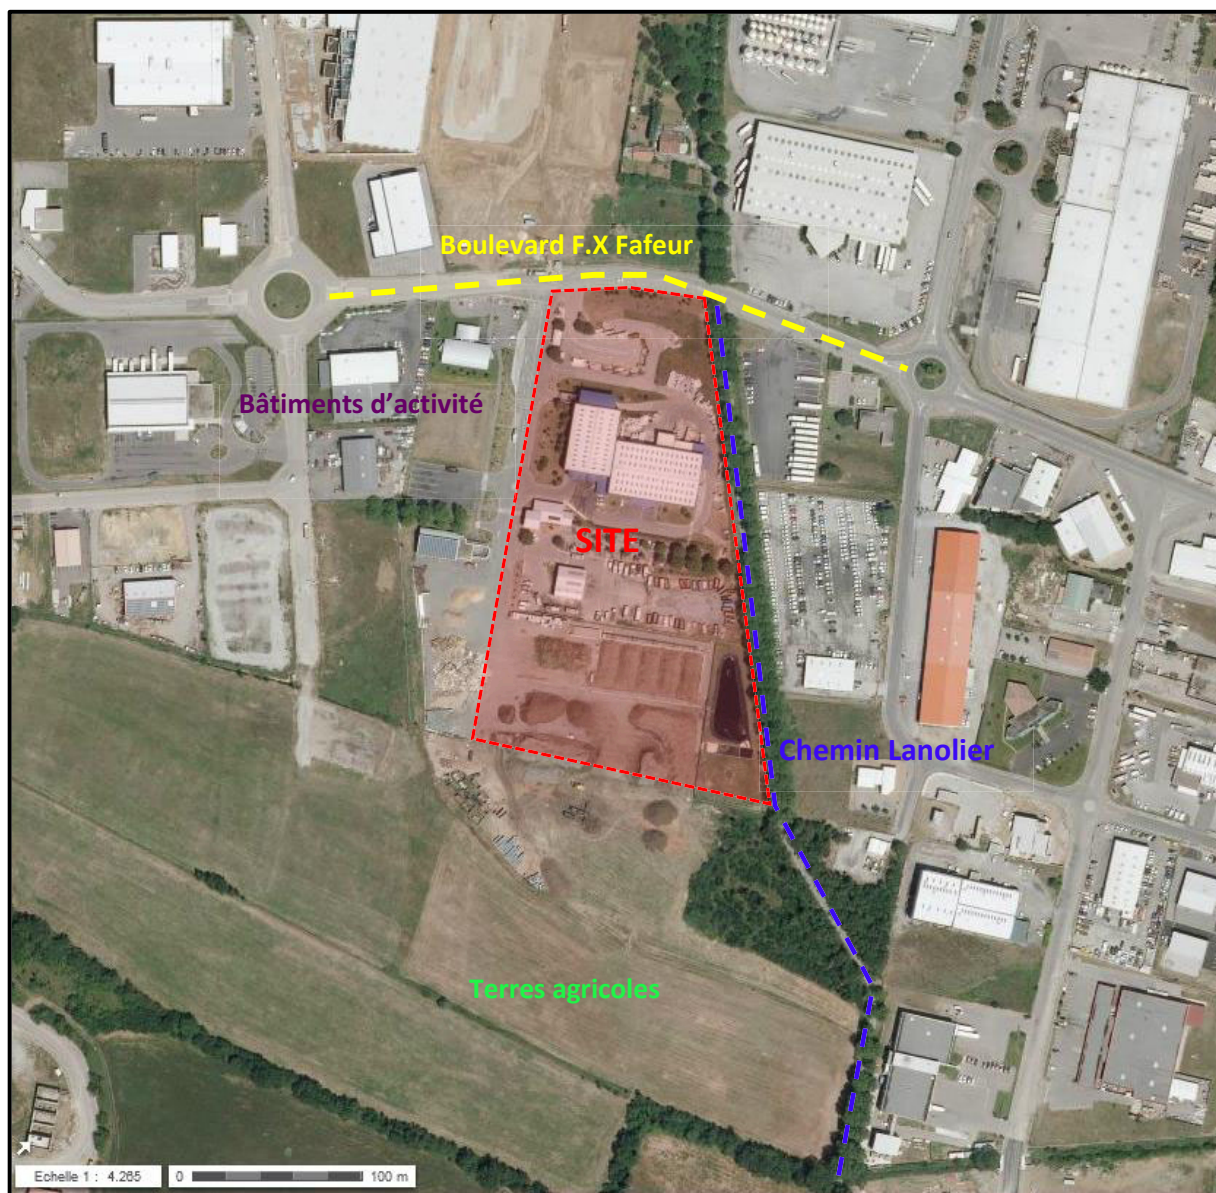 Boulevard F.X Fafeur
Bâtiments d’activité
SITE
Chemin Lanolier
Terres agricoles
Echelle 1 : 4.265
0 100 m